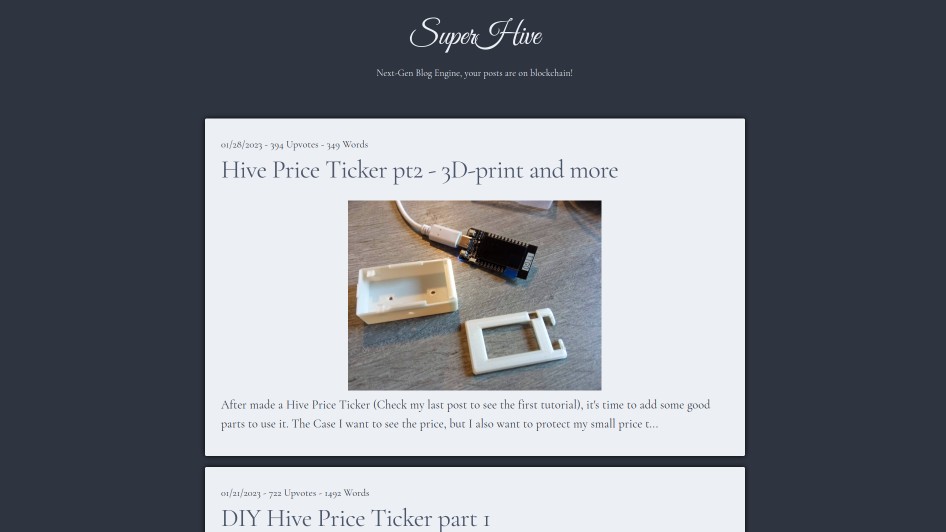 SuperHive
Next-Gen Blog Engine, your posts are on blockchain!
01/28/2023 - 394 Upvotes - 349 Words
Hive Price Ticker pt2 - 3D-print and more
After made a Hive Price Ticker (Check my last post to see the first tutorial), it's time to add some good
parts to use it. The Case I want to see the price, but I also want to protect my small price t...
01/21/2023 - 722 Upvotes - 1492 Words
DIY Hive Price Ticker part 1